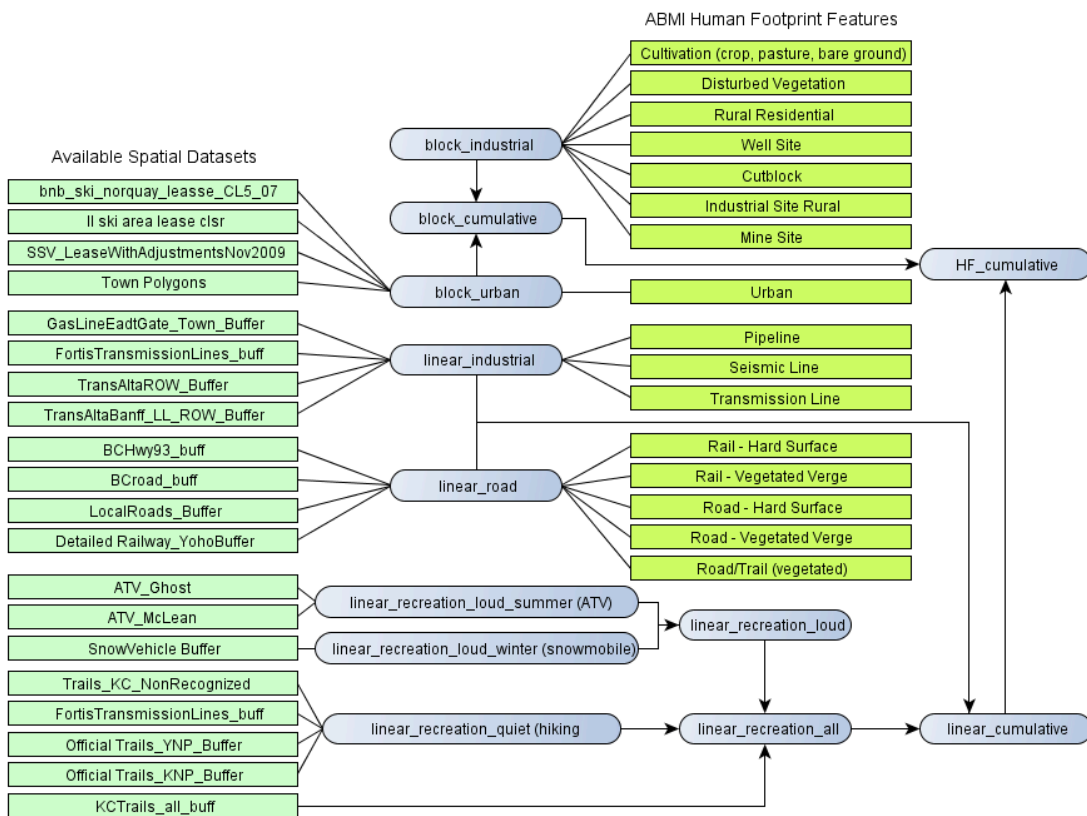 ABMI Human Footprint Features
Cultivation (crop, pasture, bare ground)
Disturbed Vegetation
Rural Residential
Well Site
Cutblock
Industrial Site Rural
Mine Site
Urban
Pipeline
Seismic Line
Transmission Line
Rail - Hard Surface
Rail - Vegetated Verge
Road - Hard Surface
Road - Vegetated Verge
Road/Trail (vegetated)
Available Spatial Datasets
bnb_ski_norquay_leasse_CL5_07
ll ski area lease clsr
SSV_LeaseWithAdjustmentsNov2009
Town Polygons
GasLineEadtGate_Town_Buffer
FortisTransmissionLines_buff
TransAltaROW_Buffer
TransAltaBanff_LL_ROW_Buffer
BCHwy93_buff
BCroad_buff
LocalRoads_Buffer
Detailed Railway_YohoBuffer
ATV_Ghost
ATV_McLean
SnowVehicle Buffer
Trails_KC_NonRecognized
FortisTransmissionLines_buff
Official Trails_YNP_Buffer
Official Trails_KNP_Buffer
KCTrails_all_buff
block_industrial
block_cumulative
block_urban
linear_industrial
linear_road
linear_recreation_loud_summer (ATV)
linear_recreation_loud_winter (snowmobile)
linear_recreation_quiet (hiking
linear_recreation_loud
linear_recreation_all
linear_cumulative
HF_cumulative